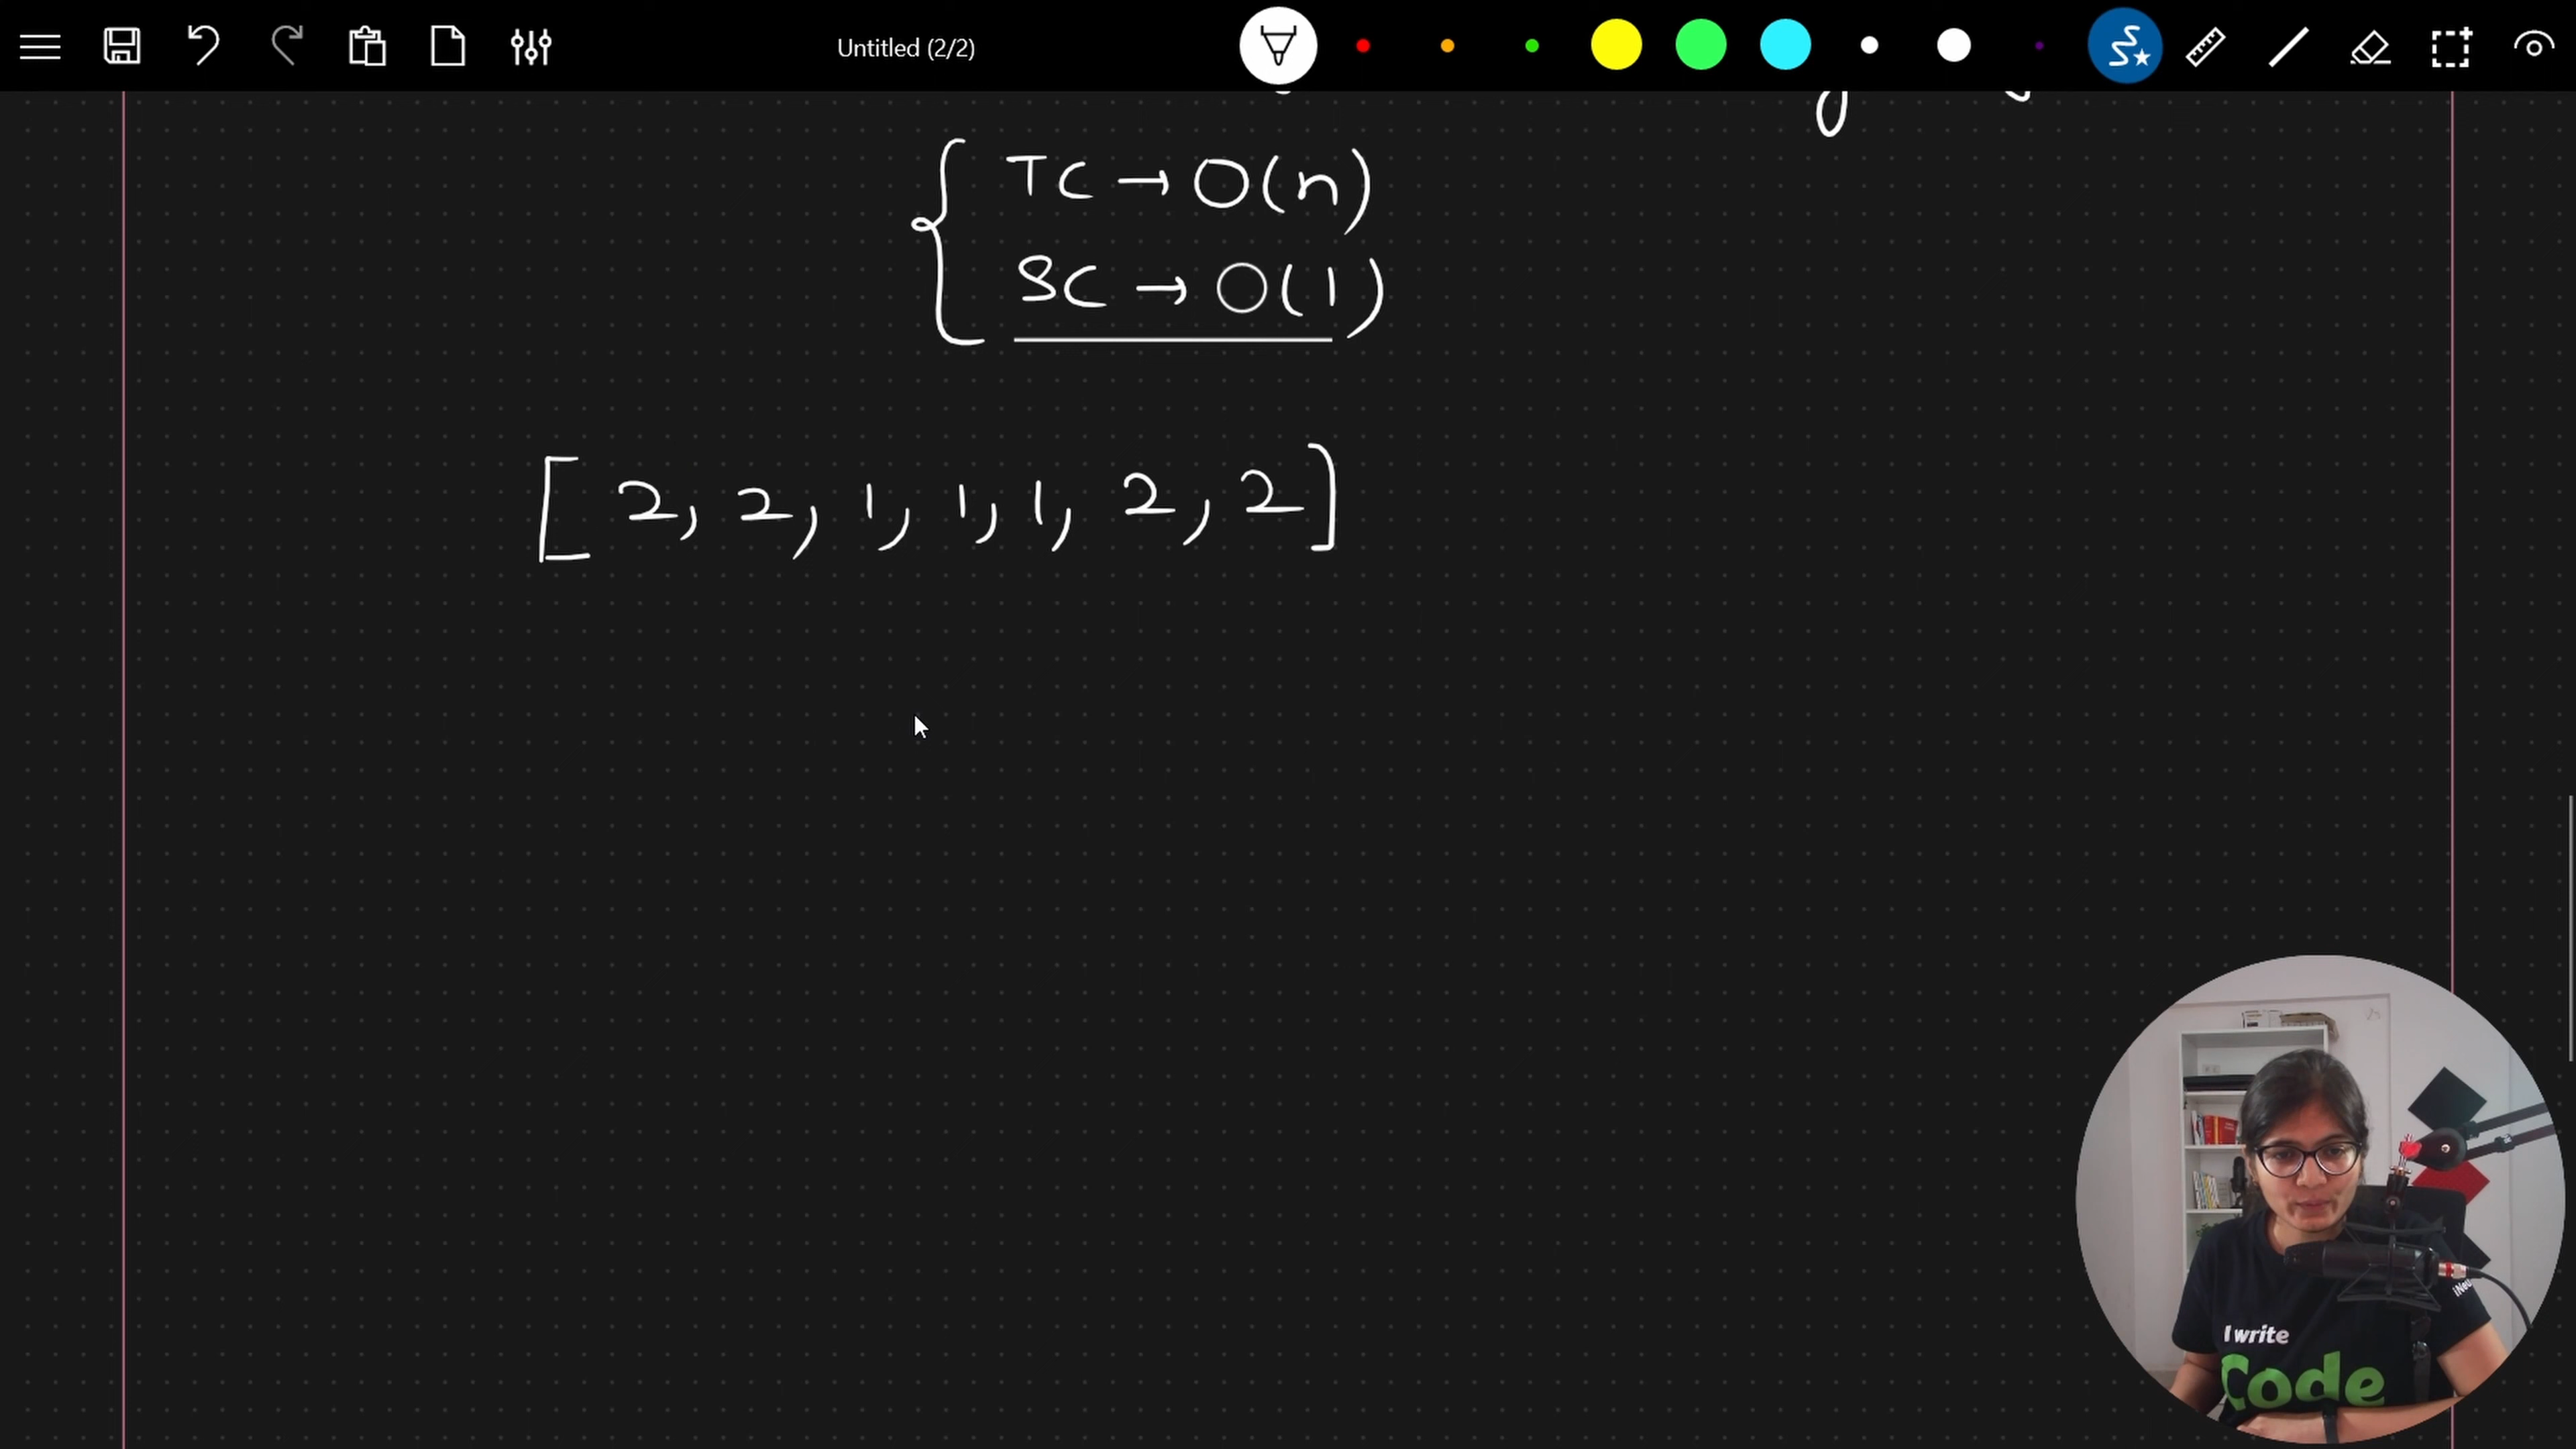 Untitled (2/2)
TC → O(n)
SC → O(1)
[ 2, 2, 1, 1, 1, 2, 2 ]
I write
Code